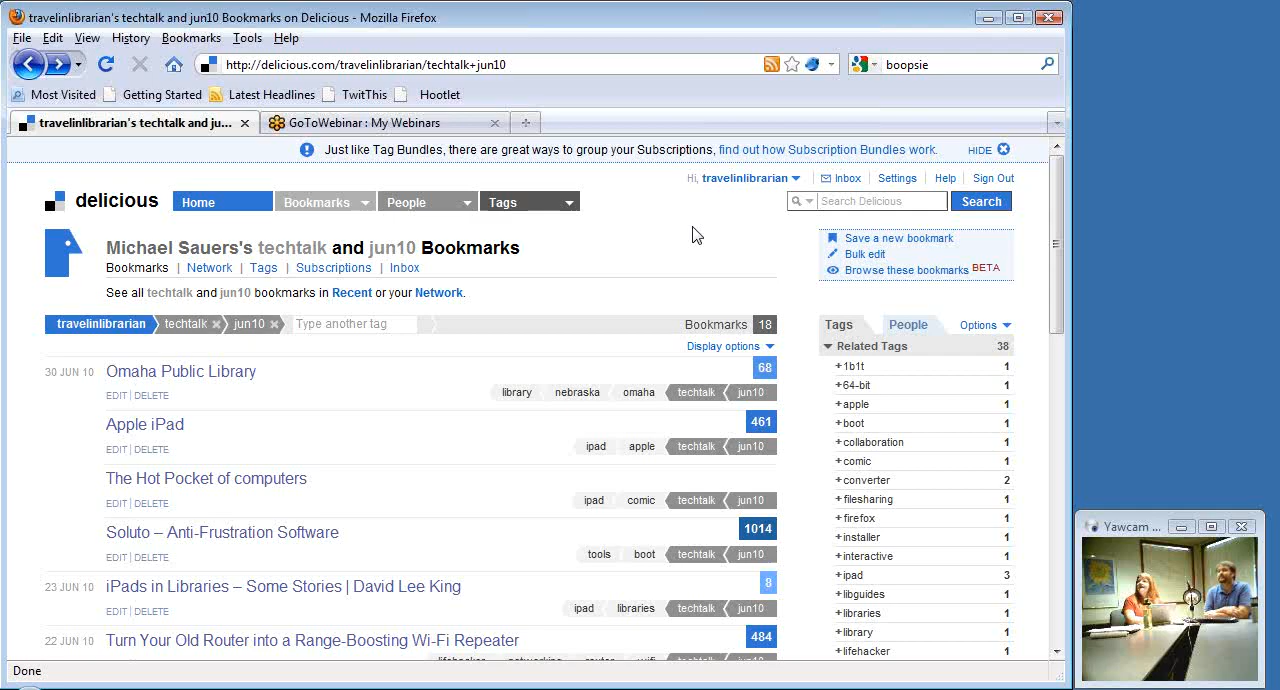 travelinlibrarian's techtalk and jun10 Bookmarks on Delicious - Mozilla Firefox
File Edit View History Bookmarks Tools Help
http://delicious.com/travelinlibrarian/techtalk+jun10 boopsie
Most Visited Getting Started Latest Headlines TwitThis Hootlet
travelinlibrarian's techtalk and ju... GoToWebinar : My Webinars
Just like Tag Bundles, there are great ways to group your Subscriptions, find out how Subscription Bundles work. HIDE
Hi, travelinlibrarian Inbox Settings Help Sign Out
delicious Home Bookmarks People Tags Search Delicious Search
Michael Sauers's techtalk and jun10 Bookmarks
Bookmarks | Network | Tags | Subscriptions | Inbox
See all techtalk and jun10 bookmarks in Recent or your Network.
Save a new bookmark
Bulk edit
Browse these bookmarks BETA
travelinlibrarian techtalk jun10 Type another tag Bookmarks 18
Display options
30 JUN 10 Omaha Public Library 68
EDIT | DELETE library nebraska omaha techtalk jun10
Apple iPad 461
EDIT | DELETE ipad apple techtalk jun10
The Hot Pocket of computers
EDIT | DELETE ipad comic techtalk jun10
Soluto – Anti-Frustration Software 1014
EDIT | DELETE tools boot techtalk jun10
23 JUN 10 iPads in Libraries – Some Stories | David Lee King 8
EDIT | DELETE ipad libraries techtalk jun10
22 JUN 10 Turn Your Old Router into a Range-Boosting Wi-Fi Repeater 484
lifehacker networking router wifi techtalk jun10
Tags People Options
Related Tags 38
+1b1t 1
+64-bit 1
+apple 1
+boot 1
+collaboration 1
+comic 1
+converter 2
+filesharing 1
+firefox 1
+installer 1
+interactive 1
+ipad 3
+libguides 1
+libraries 1
+library 1
+lifehacker 1
Done
Yawcam ...